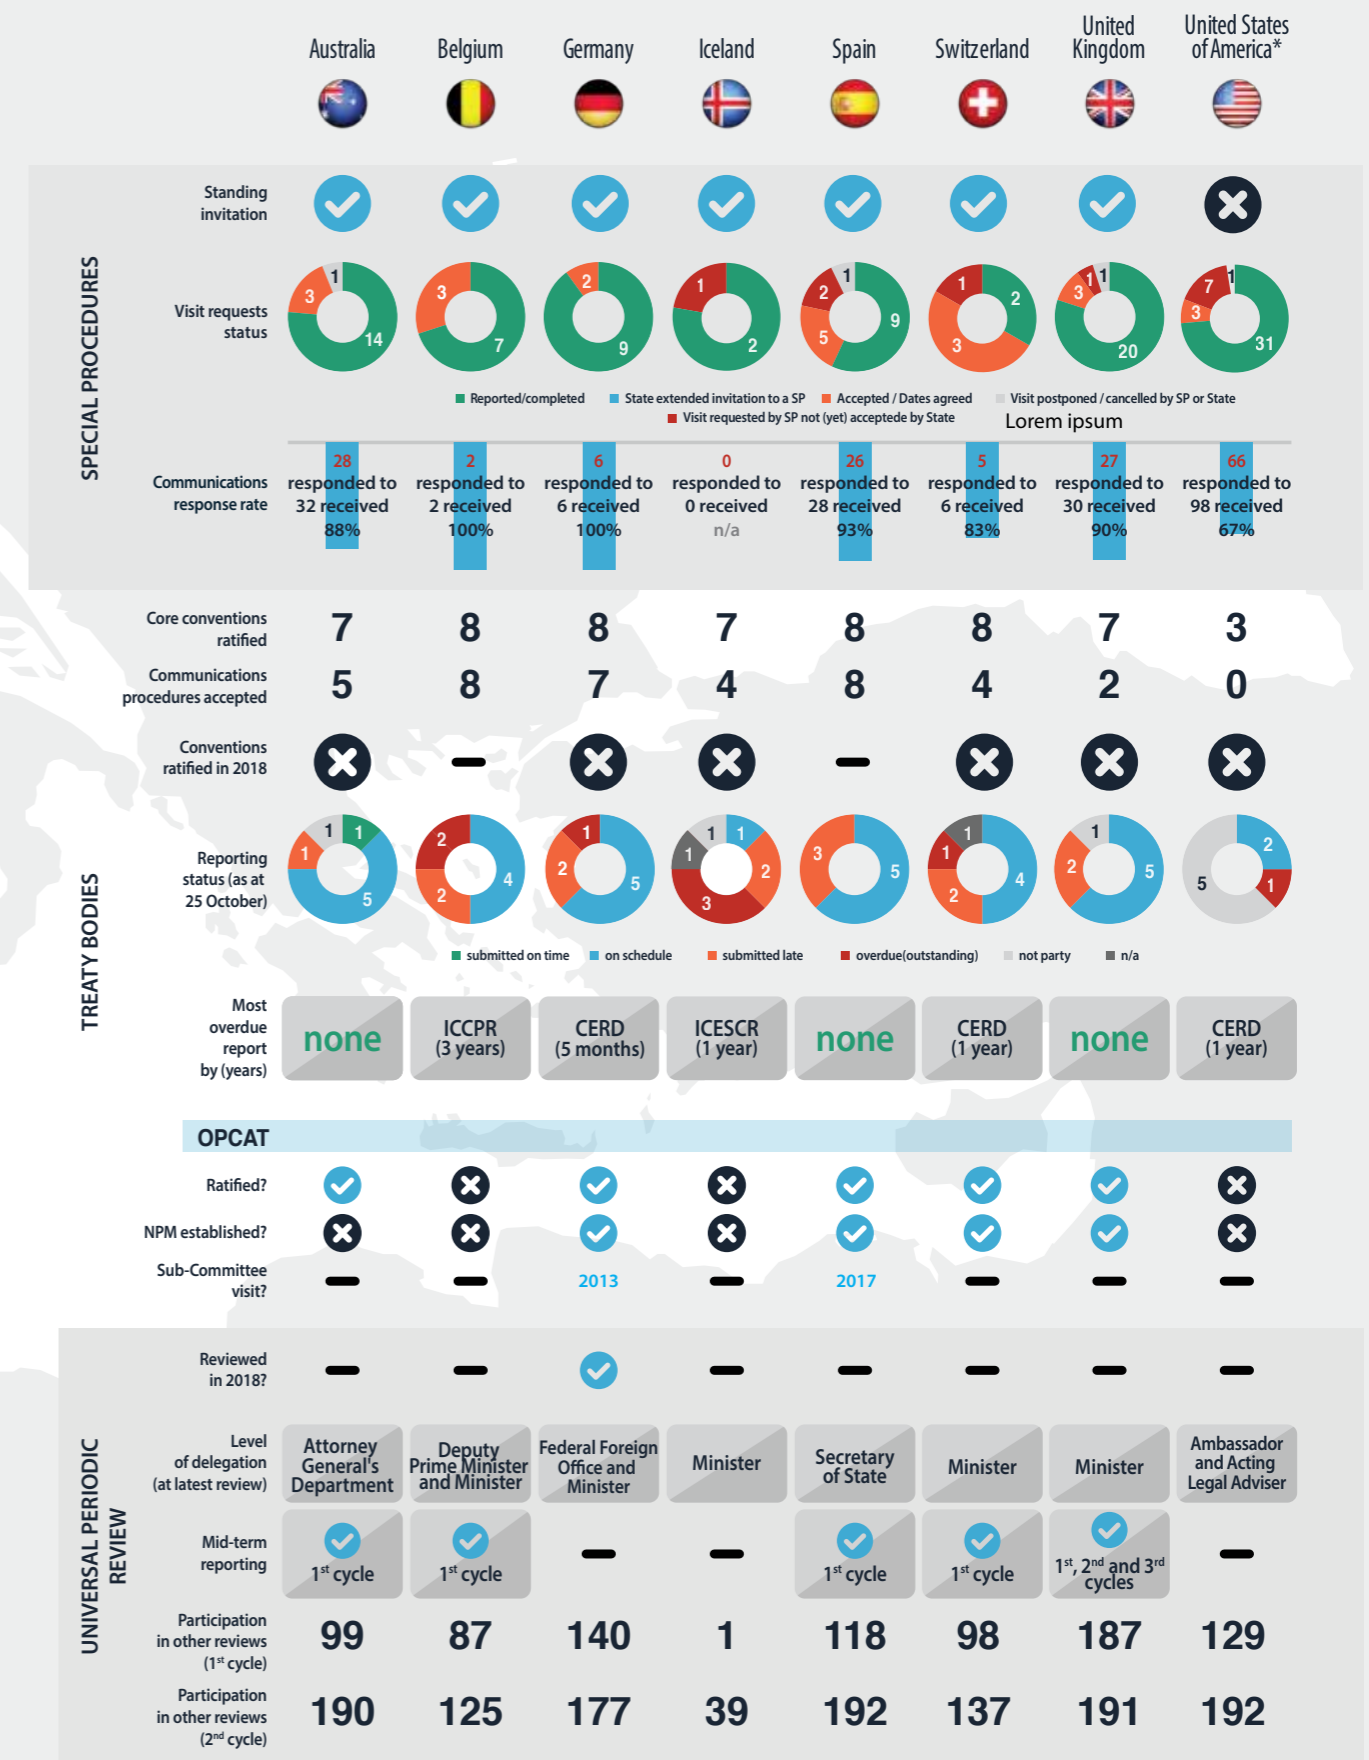 Australia
Belgium
Germany
Iceland
Spain
Switzerland
United
Kingdom
United States
of America*
SPECIAL PROCEDURES
Standing
invitation
Visit requests
status
14 3 1
7 3
9 2
2 1
9 5 2 1
2 3 1
20 3 1 1
31 3 7 1
Reported/completed State extended invitation to a SP Accepted / Dates agreed Visit postponed / cancelled by SP or State
Visit requested by SP not (yet) acceptede by State
Lorem ipsum
Communications
response rate
28
responded to
32 received
88%
2
responded to
2 received
100%
6
responded to
6 received
100%
0
responded to
0 received
n/a
26
responded to
28 received
93%
5
responded to
6 received
83%
27
responded to
30 received
90%
66
responded to
98 received
67%
TREATY BODIES
Core conventions
ratified
7 8 8 7 8 8 7 3
Communications
procedures accepted
5 8 7 4 8 4 2 0
Conventions
ratified in 2018
Reporting
status (as at
25 October)
1 5 1 1
4 2 2
5 2 1
1 2 3 1 1
5 3
4 2 1 1
5 2 1
2 1 5
submitted on time on schedule submitted late overdue(outstanding) not party n/a
Most
overdue
report
by (years)
none
ICCPR
(3 years)
CERD
(5 months)
ICESCR
(1 year)
none
CERD
(1 year)
none
CERD
(1 year)
OPCAT
Ratified?
NPM established?
Sub-Committee
visit?
2013
2017
UNIVERSAL PERIODIC
REVIEW
Reviewed
in 2018?
Level
of delegation
(at latest review)
Attorney
General's
Department
Deputy
Prime Minister
and Minister
Federal Foreign
Office and
Minister
Minister
Secretary
of State
Minister
Minister
Ambassador
and Acting
Legal Adviser
Mid-term
reporting
1st cycle
1st cycle
1st cycle
1st cycle
1st, 2nd and 3rd
cycles
Participation
in other reviews
(1st cycle)
99 87 140 1 118 98 187 129
Participation
in other reviews
(2nd cycle)
190 125 177 39 192 137 191 192